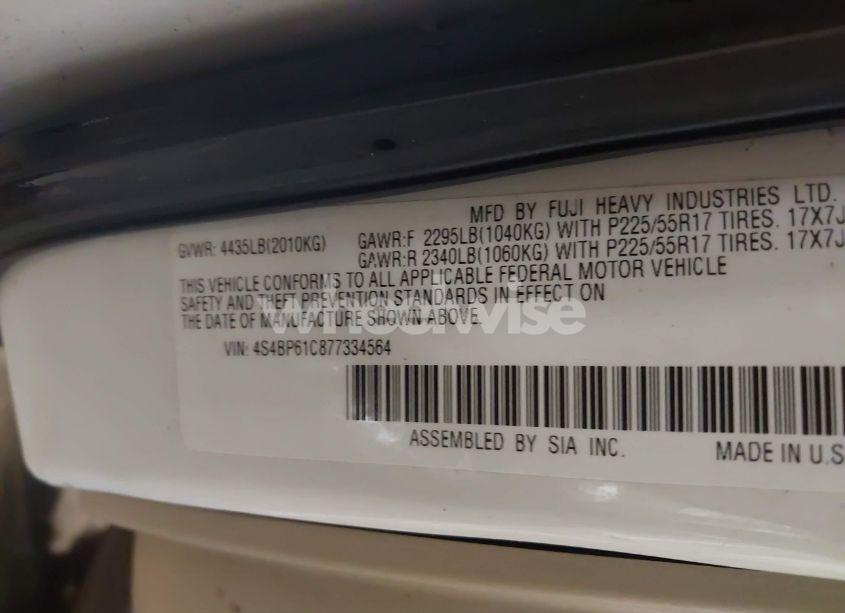 MFD BY FUJI HEAVY INDUSTRIES LTD.
GVWR: 4435LB(2010KG) GAWR:F 2295LB(1040KG) WITH P225/55R17 TIRES. 17X7J
GAWR:R 2340LB(1060KG) WITH P225/55R17 TIRES. 17X7J
THIS VEHICLE CONFORMS TO ALL APPLICABLE FEDERAL MOTOR VEHICLE
SAFETY AND THEFT PREVENTION STANDARDS IN EFFECT ON
THE DATE OF MANUFACTURE SHOWN ABOVE.
wheelwise
VIN: 4S4BP61C877334564
ASSEMBLED BY SIA INC. MADE IN U.S